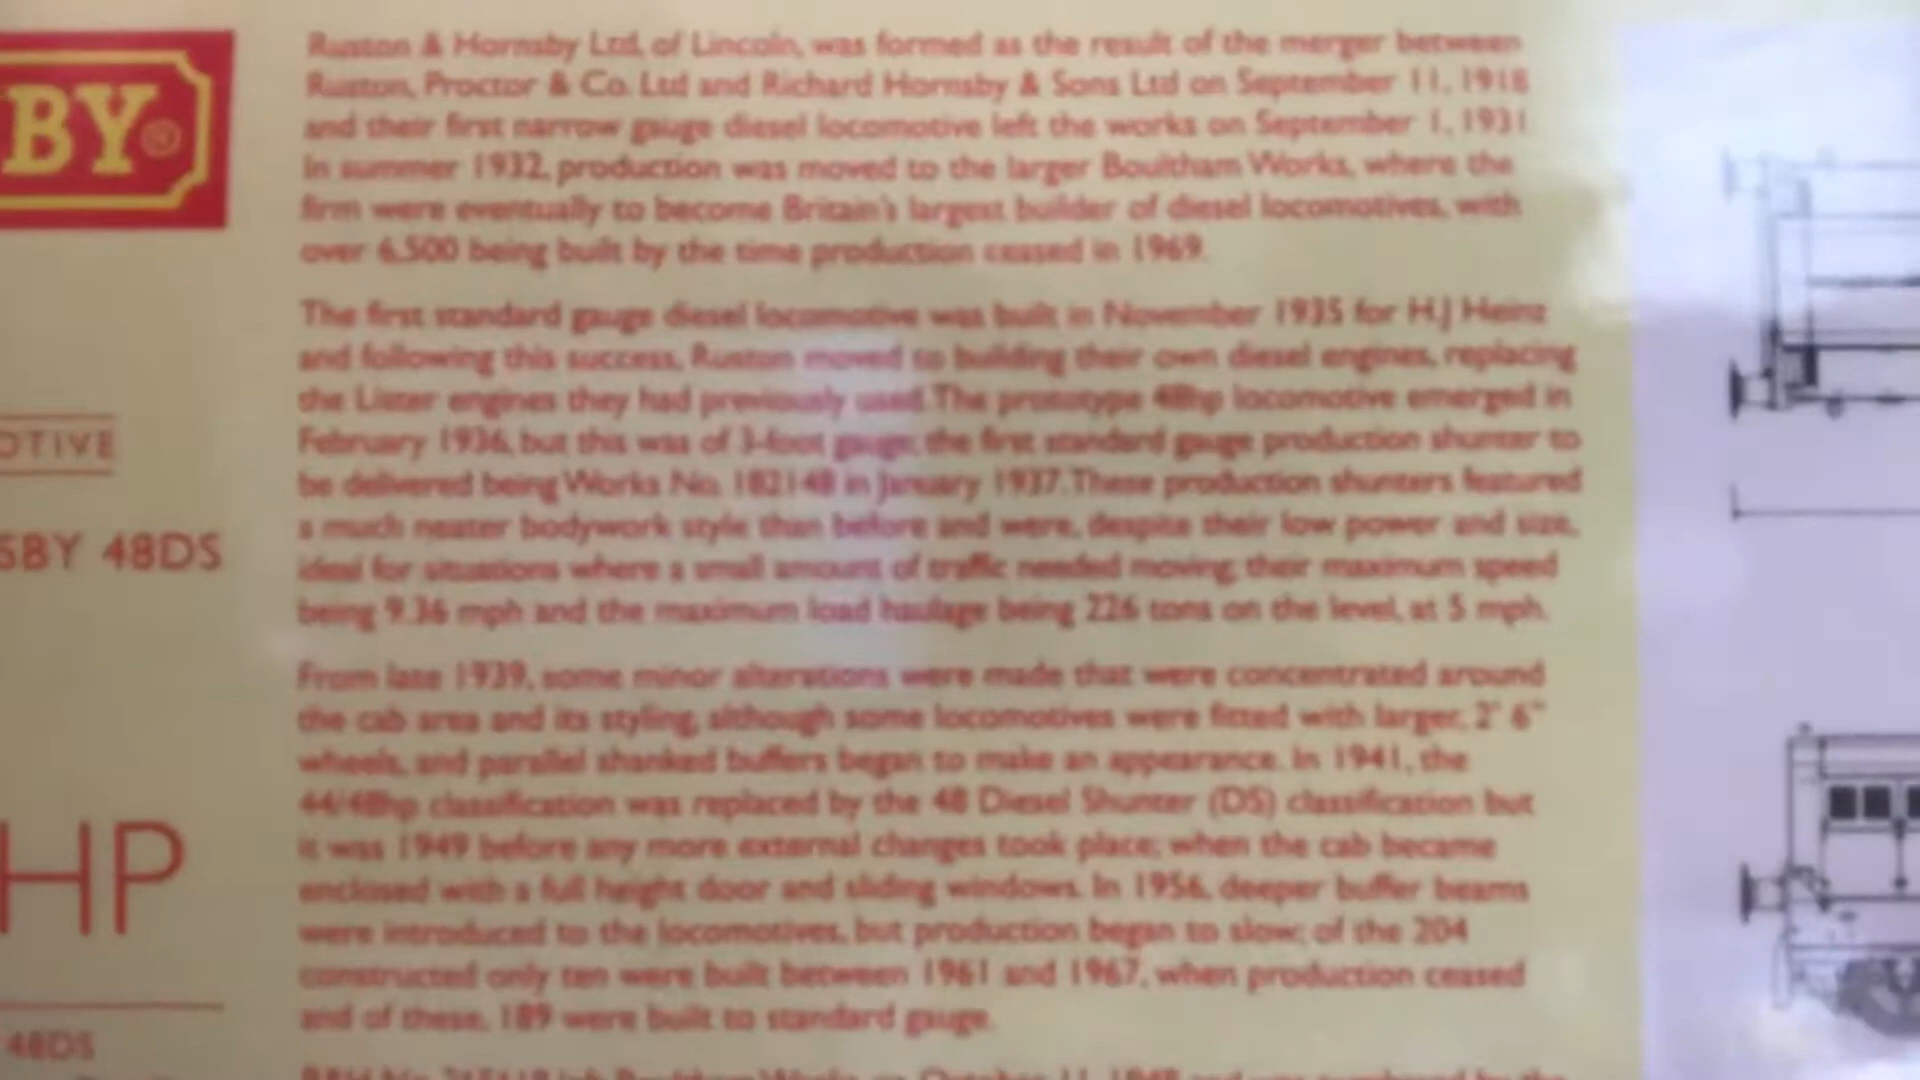 BY®
OTIVE
SBY 48DS
HP
48DS
Ruston & Hornsby Ltd, of Lincoln, was formed as the result of the merger between
Ruston, Proctor & Co. Ltd and Richard Hornsby & Sons Ltd on September 11, 1918
and their first narrow gauge diesel locomotive left the works on September 1, 1931
In summer 1932, production was moved to the larger Boultham Works, where the
firm were eventually to become Britain's largest builder of diesel locomotives, with
over 6,500 being built by the time production ceased in 1969.
The first standard gauge diesel locomotive was built in November 1935 for H.J Heinz
and following this success, Ruston moved to building their own diesel engines, replacing
the Lister engines they had previously used. The prototype 48hp locomotive emerged in
February 1936, but this was of 3-foot gauge; the first standard gauge production shunter to
be delivered being Works No. 182148 in January 1937. These production shunters featured
a much neater bodywork style than before and were, despite their low power and size,
ideal for situations where a small amount of traffic needed moving; their maximum speed
being 9.36 mph and the maximum load haulage being 226 tons on the level, at 5 mph.
From late 1939, some minor alterations were made that were concentrated around
the cab area and its styling, although some locomotives were fitted with larger, 2' 6"
wheels, and parallel shanked buffers began to make an appearance. In 1941, the
44/48hp classification was replaced by the 48 Diesel Shunter (DS) classification but
it was 1949 before any more external changes took place; when the cab became
enclosed with a full height door and sliding windows. In 1956, deeper buffer beams
were introduced to the locomotives, but production began to slow; of the 204
constructed only ten were built between 1961 and 1967, when production ceased
and of these, 189 were built to standard gauge.